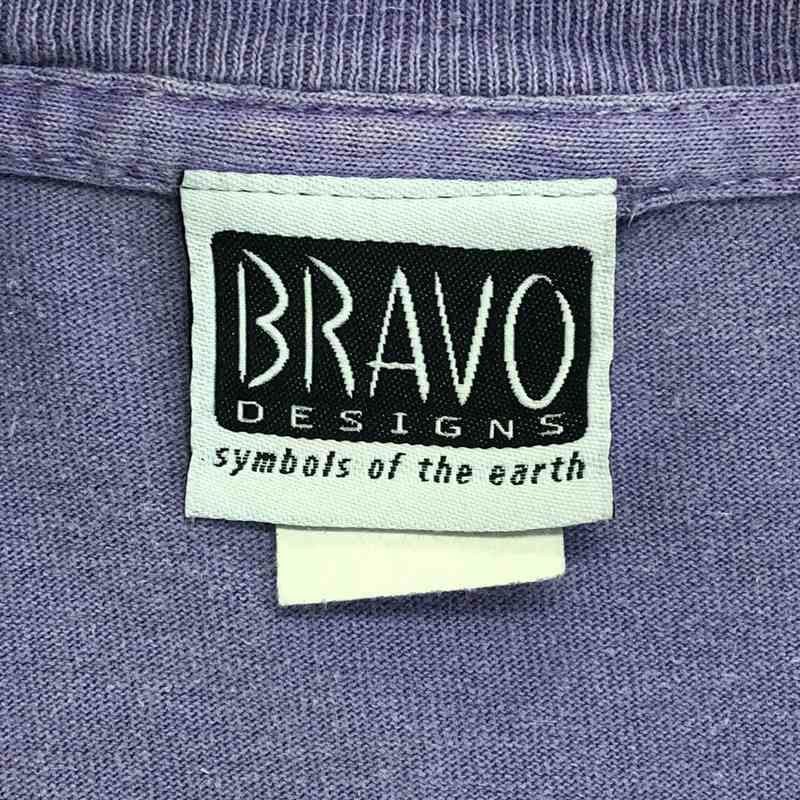 BRAVO
DESIGNS
symbols of the earth